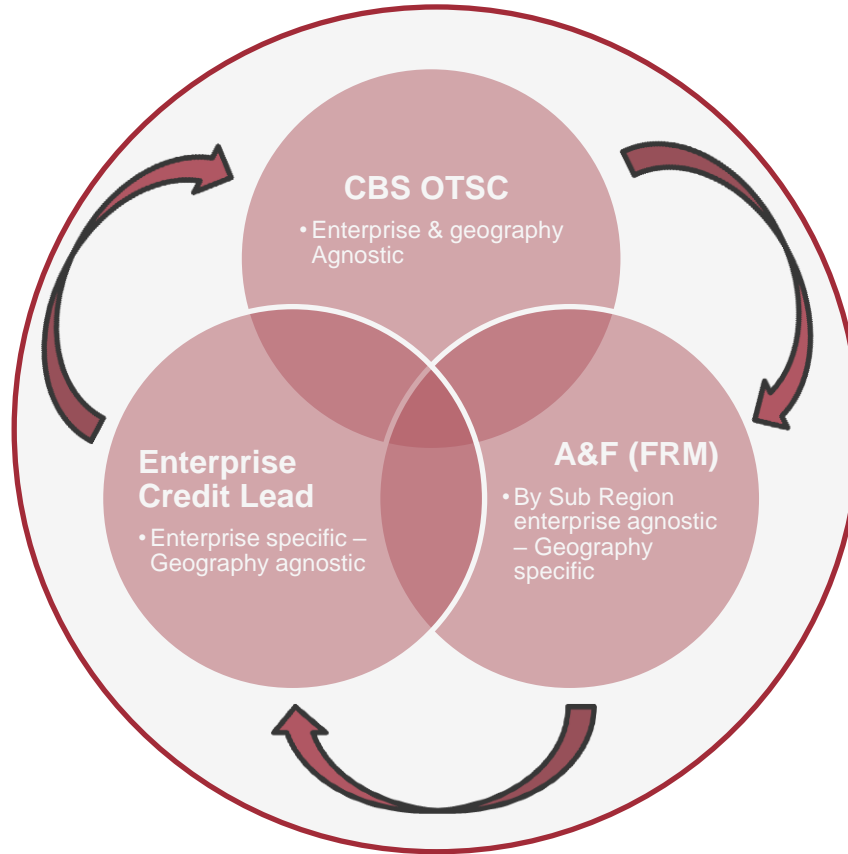 CBS OTSC
• Enterprise & geography
Agnostic
Enterprise
Credit Lead
• Enterprise specific –
Geography agnostic
A&F (FRM)
• By Sub Region
enterprise agnostic
– Geography
specific